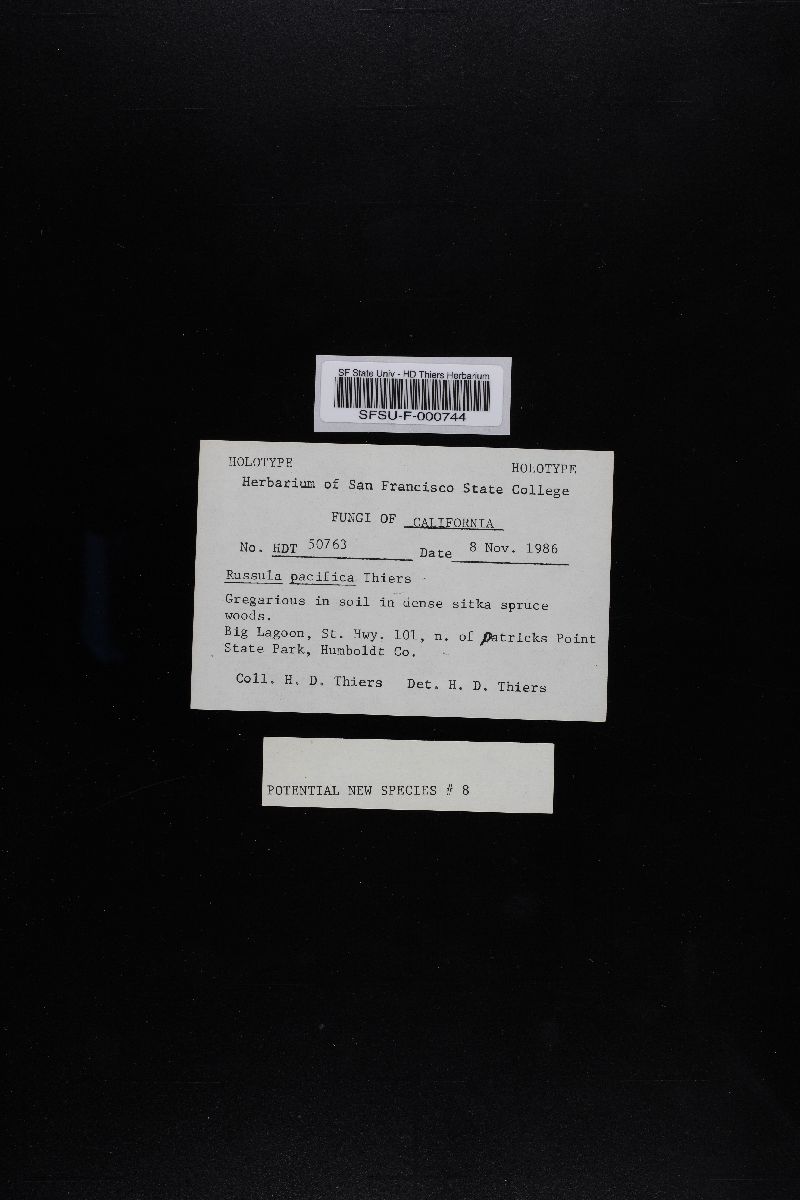 SF State Univ - HD Thiers Herbarium
SFSU-F-000744
HOLOTYPE HOLOTYPE
Herbarium of San Francisco State College
FUNGI OF CALIFORNIA
No. HDT 50763 Date 8 Nov. 1986
Russula pacifica Thiers
Gregarious in soil in dense sitka spruce
woods.
Big Lagoon, St. Hwy. 101, n. of Patricks Point
State Park, Humboldt Co.
Coll. H. D. Thiers Det. H. D. Thiers
POTENTIAL NEW SPECIES # 8